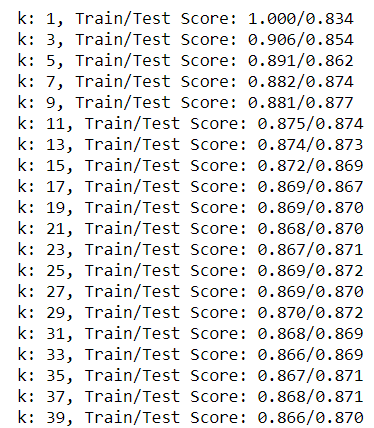 k: 1, Train/Test Score: 1.000/0.834
k: 3, Train/Test Score: 0.906/0.854
k: 5, Train/Test Score: 0.891/0.862
k: 7, Train/Test Score: 0.882/0.874
k: 9, Train/Test Score: 0.881/0.877
k: 11, Train/Test Score: 0.875/0.874
k: 13, Train/Test Score: 0.874/0.873
k: 15, Train/Test Score: 0.872/0.869
k: 17, Train/Test Score: 0.869/0.867
k: 19, Train/Test Score: 0.869/0.870
k: 21, Train/Test Score: 0.868/0.870
k: 23, Train/Test Score: 0.867/0.871
k: 25, Train/Test Score: 0.869/0.872
k: 27, Train/Test Score: 0.869/0.870
k: 29, Train/Test Score: 0.870/0.872
k: 31, Train/Test Score: 0.868/0.869
k: 33, Train/Test Score: 0.866/0.869
k: 35, Train/Test Score: 0.867/0.871
k: 37, Train/Test Score: 0.868/0.871
k: 39, Train/Test Score: 0.866/0.870